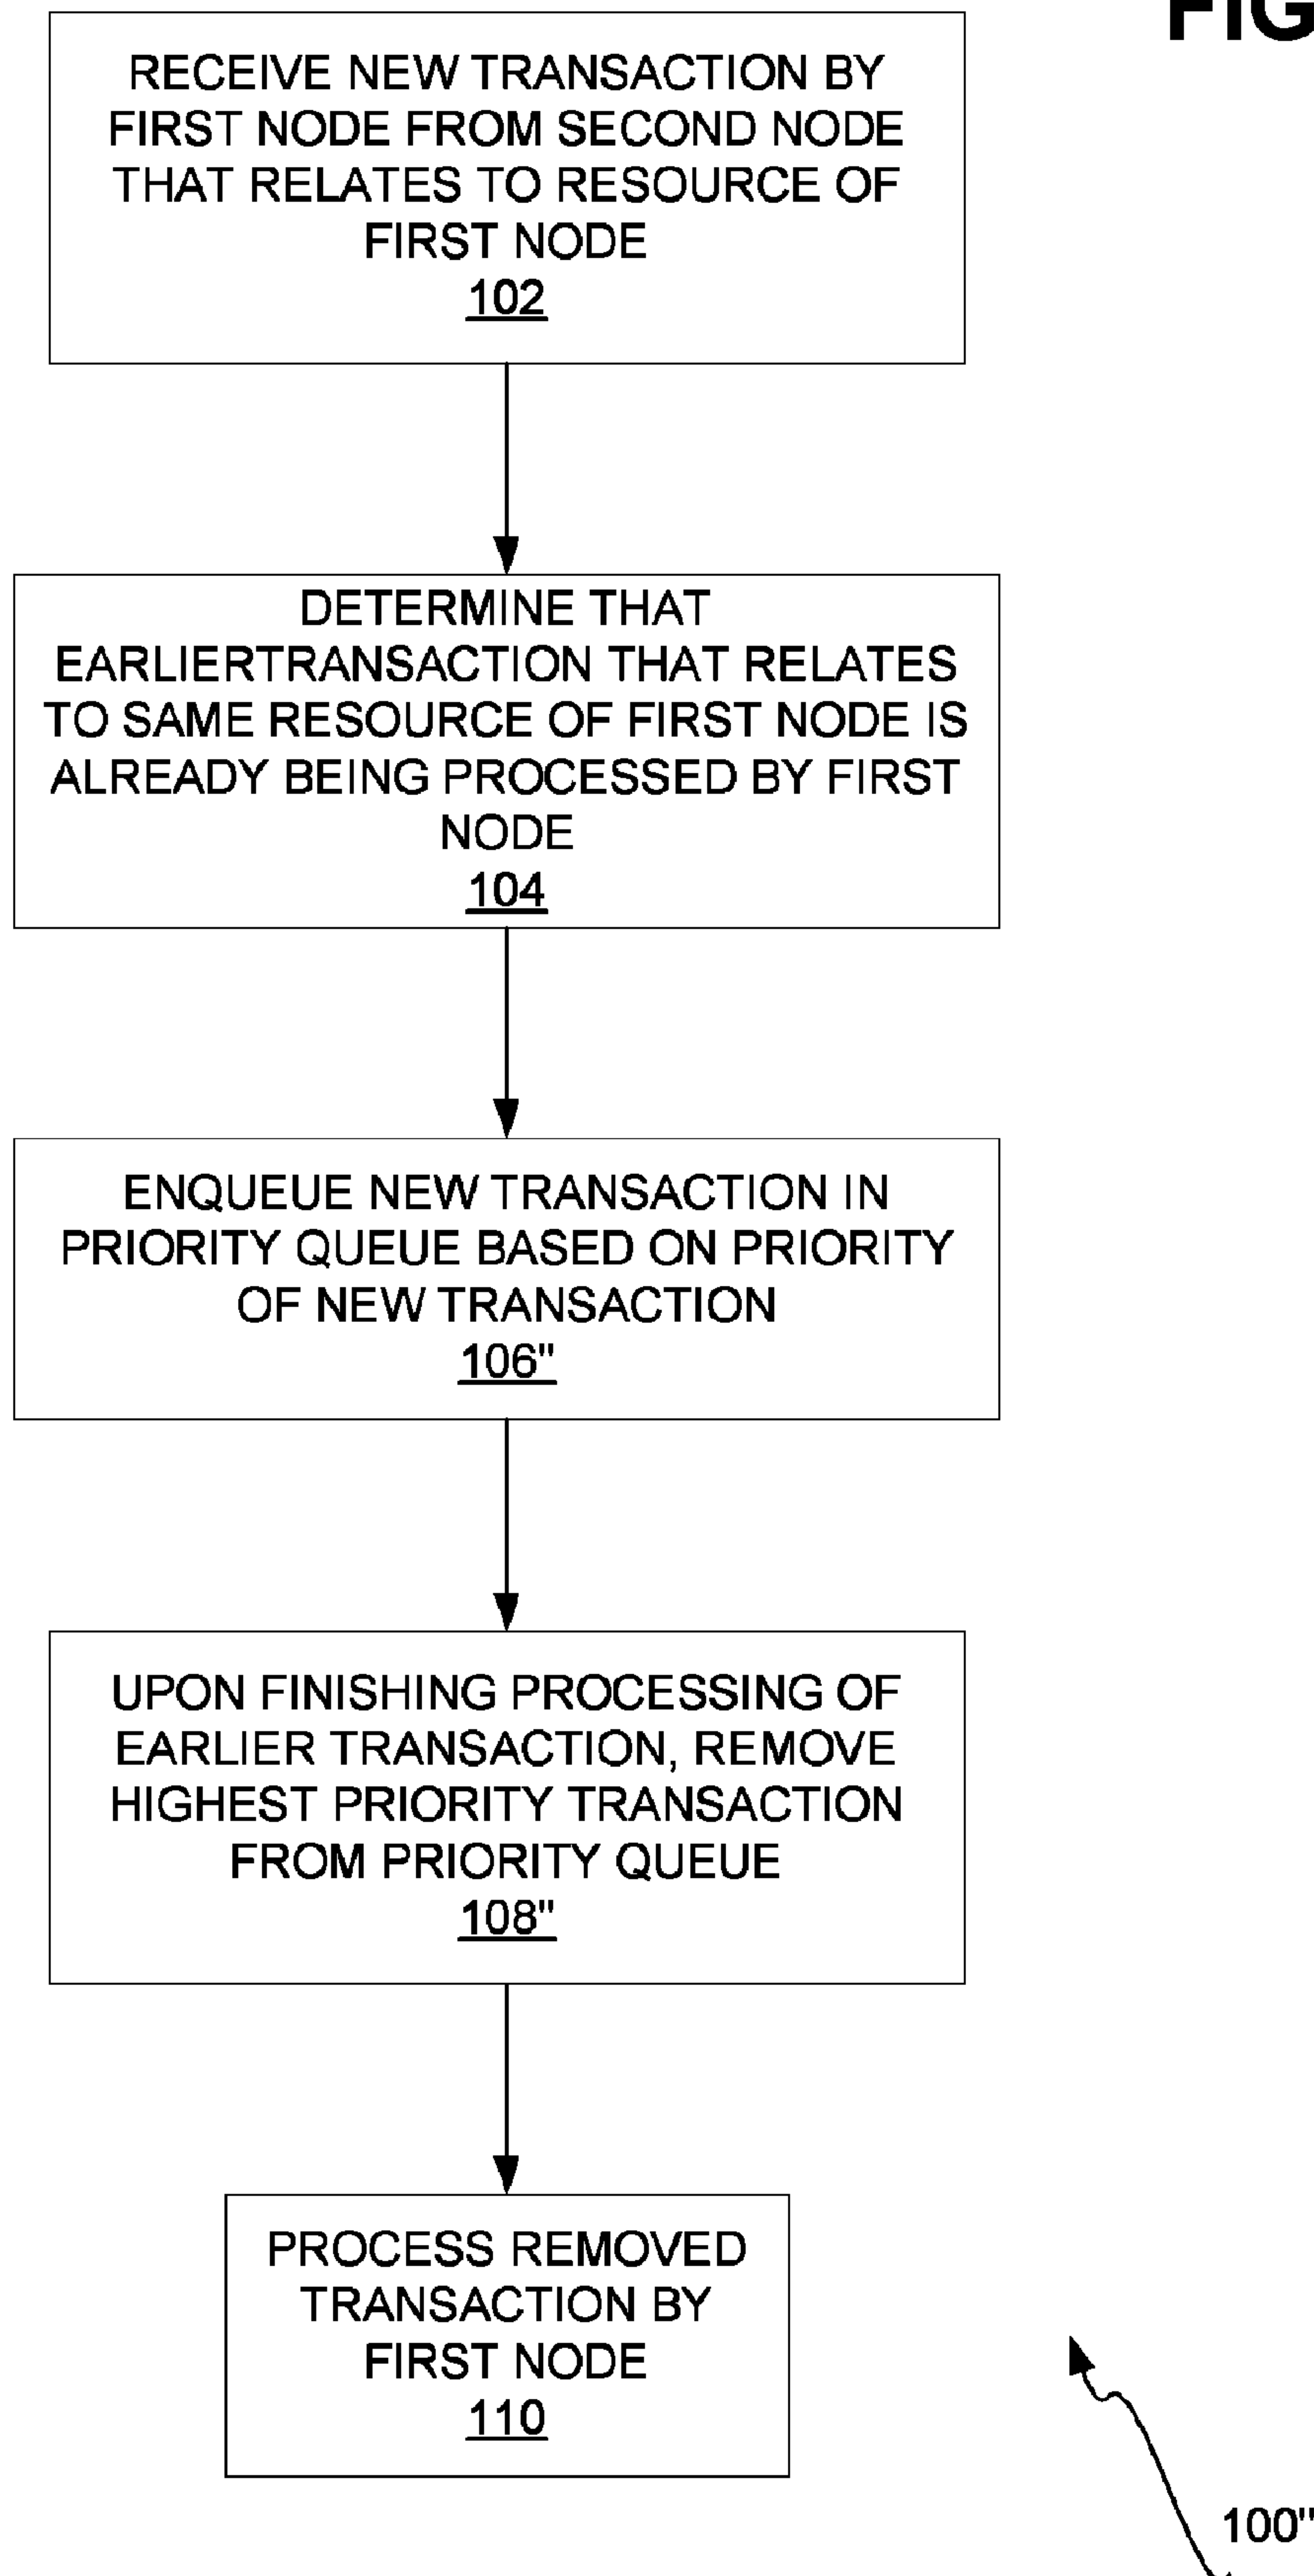 FIG
RECEIVE NEW TRANSACTION BY
FIRST NODE FROM SECOND NODE
THAT RELATES TO RESOURCE OF
FIRST NODE
102
DETERMINE THAT
EARLIERTRANSACTION THAT RELATES
TO SAME RESOURCE OF FIRST NODE IS
ALREADY BEING PROCESSED BY FIRST
NODE
104
ENQUEUE NEW TRANSACTION IN
PRIORITY QUEUE BASED ON PRIORITY
OF NEW TRANSACTION
106"
UPON FINISHING PROCESSING OF
EARLIER TRANSACTION, REMOVE
HIGHEST PRIORITY TRANSACTION
FROM PRIORITY QUEUE
108"
PROCESS REMOVED
TRANSACTION BY
FIRST NODE
110
100"